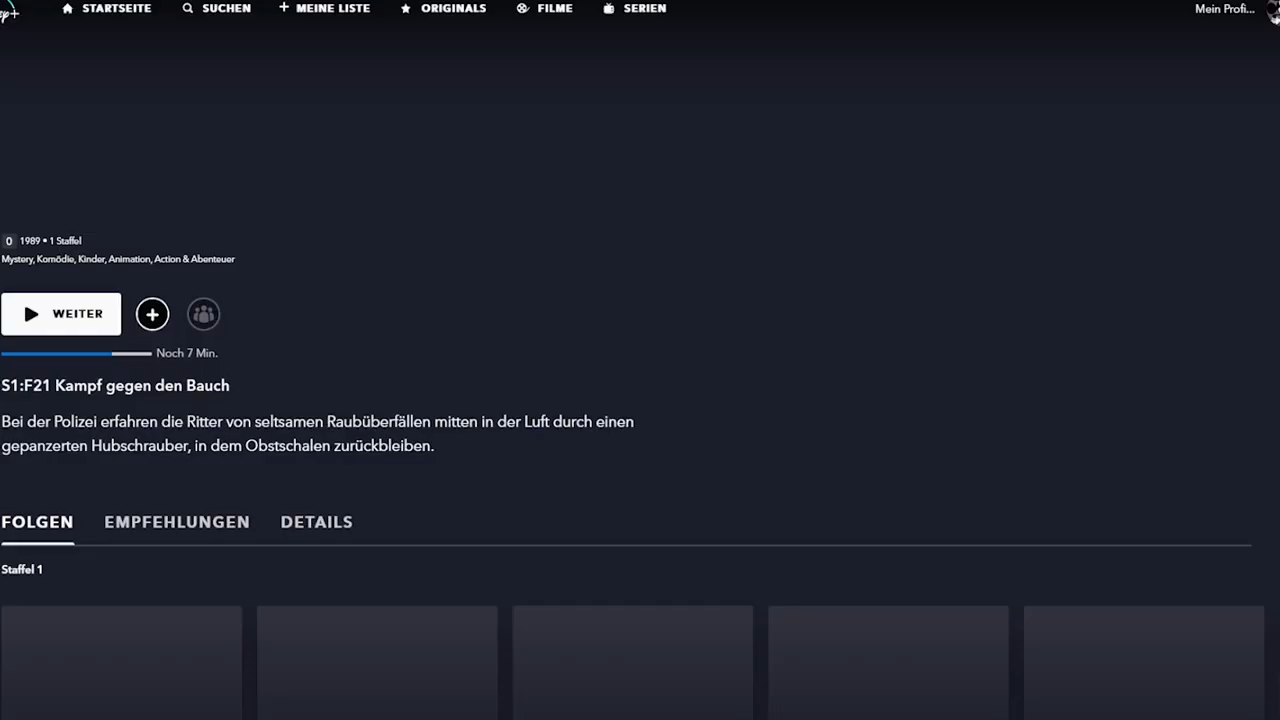 STARTSEITE
SUCHEN
MEINE LISTE
ORIGINALS
FILME
SERIEN
Mein Profi...
0 1989 • 1 Staffel
Mystery, Komödie, Kinder, Animation, Action & Abenteuer
WEITER
Noch 7 Min.
S1:F21 Kampf gegen den Bauch
Bei der Polizei erfahren die Ritter von seltsamen Raubüberfällen mitten in der Luft durch einen
gepanzerten Hubschrauber, in dem Obstschalen zurückbleiben.
FOLGEN
EMPFEHLUNGEN
DETAILS
Staffel 1